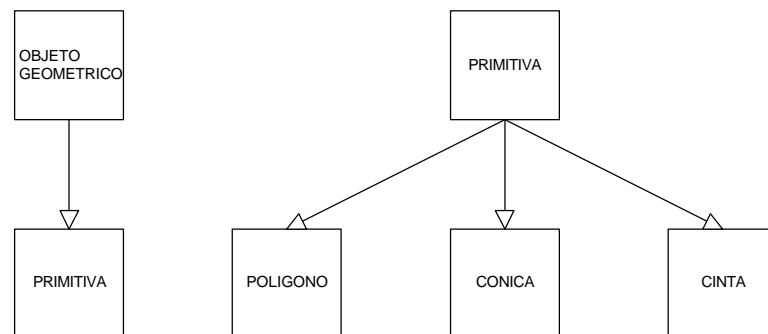 OBJETO
GEOMETRICO
PRIMITIVA
PRIMITIVA
POLIGONO
CONICA
CINTA